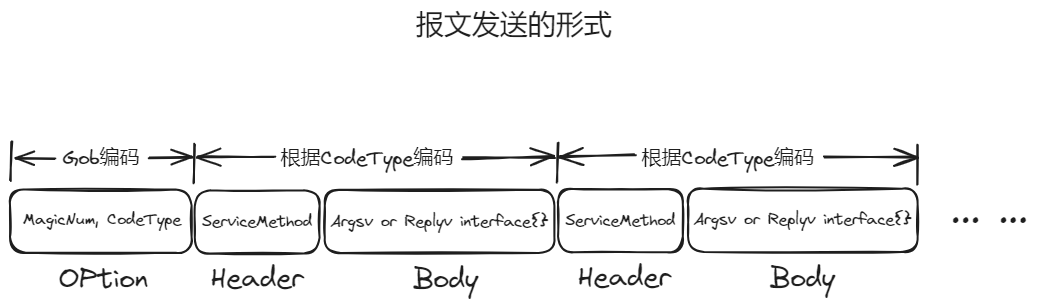 报文发送的形式
Gob编码 根据CodeType编码 根据CodeType编码
MagicNum, CodeType ServiceMethod Argsv or Replyv interface{} ServiceMethod Argsv or Replyv interface{} ... ...
OPtion Header Body Header Body